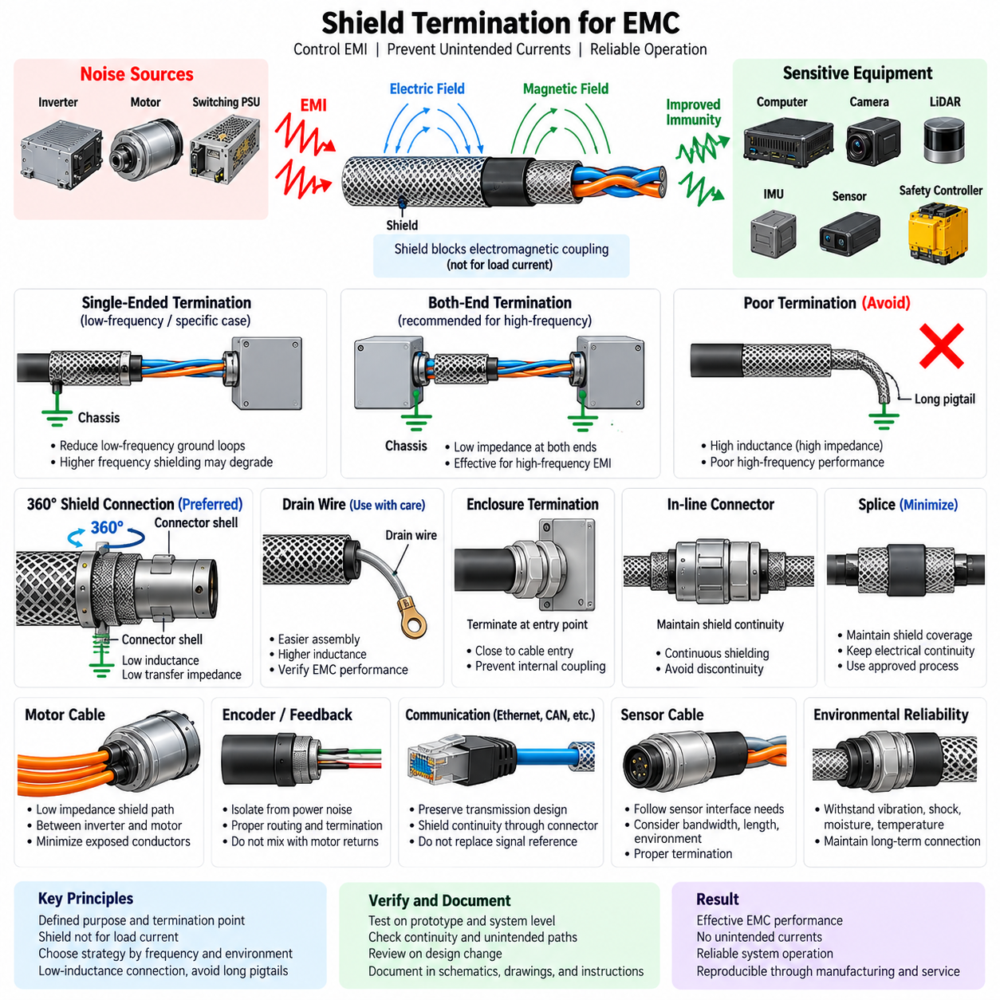 Shield Termination for EMC
Control EMI | Prevent Unintended Currents | Reliable Operation
Noise Sources
Inverter
Motor
Switching PSU
EMI
Electric Field
Magnetic Field
Shield
Shield blocks electromagnetic coupling
(not for load current)
Improved
Immunity
Sensitive Equipment
Computer
Camera
LiDAR
IMU
Sensor
Safety Controller
Single-Ended Termination
(low-frequency / specific case)
Chassis
• Reduce low-frequency ground loops
• Higher frequency shielding may degrade
Both-End Termination
(recommended for high-frequency)
Chassis
• Low impedance at both ends
• Effective for high-frequency EMI
Poor Termination (Avoid)
Long pigtail
• High inductance (high impedance)
• Poor high-frequency performance
360° Shield Connection (Preferred)
360°
Connector shell
Connector shell
Low inductance
Low transfer impedance
Drain Wire (Use with care)
Drain wire
• Easier assembly
• Higher inductance
• Verify EMC performance
Enclosure Termination
Terminate at entry point
• Close to cable entry
• Prevent internal coupling
In-line Connector
Maintain shield continuity
• Continuous shielding
• Avoid discontinuity
Splice (Minimize)
• Maintain shield coverage
• Keep electrical continuity
• Use approved process
Motor Cable
• Low impedance shield path
• Between inverter and motor
• Minimize exposed conductors
Encoder / Feedback
• Isolate from power noise
• Proper routing and termination
• Do not mix with motor returns
Communication (Ethernet, CAN, etc.)
• Preserve transmission design
• Shield continuity through connector
• Do not replace signal reference
Sensor Cable
• Follow sensor interface needs
• Consider bandwidth, length,
environment
• Proper termination
Environmental Reliability
• Withstand vibration, shock,
moisture, temperature
• Maintain long-term connection
Key Principles
Defined purpose and termination point
Shield not for load current
Choose strategy by frequency and environment
Low-inductance connection, avoid long pigtails
Verify and Document
Test on prototype and system level
Check continuity and unintended paths
Review on design change
Document in schematics, drawings, and instructions
Result
Effective EMC performance
No unintended currents
Reliable system operation
Reproducible through manufacturing and service